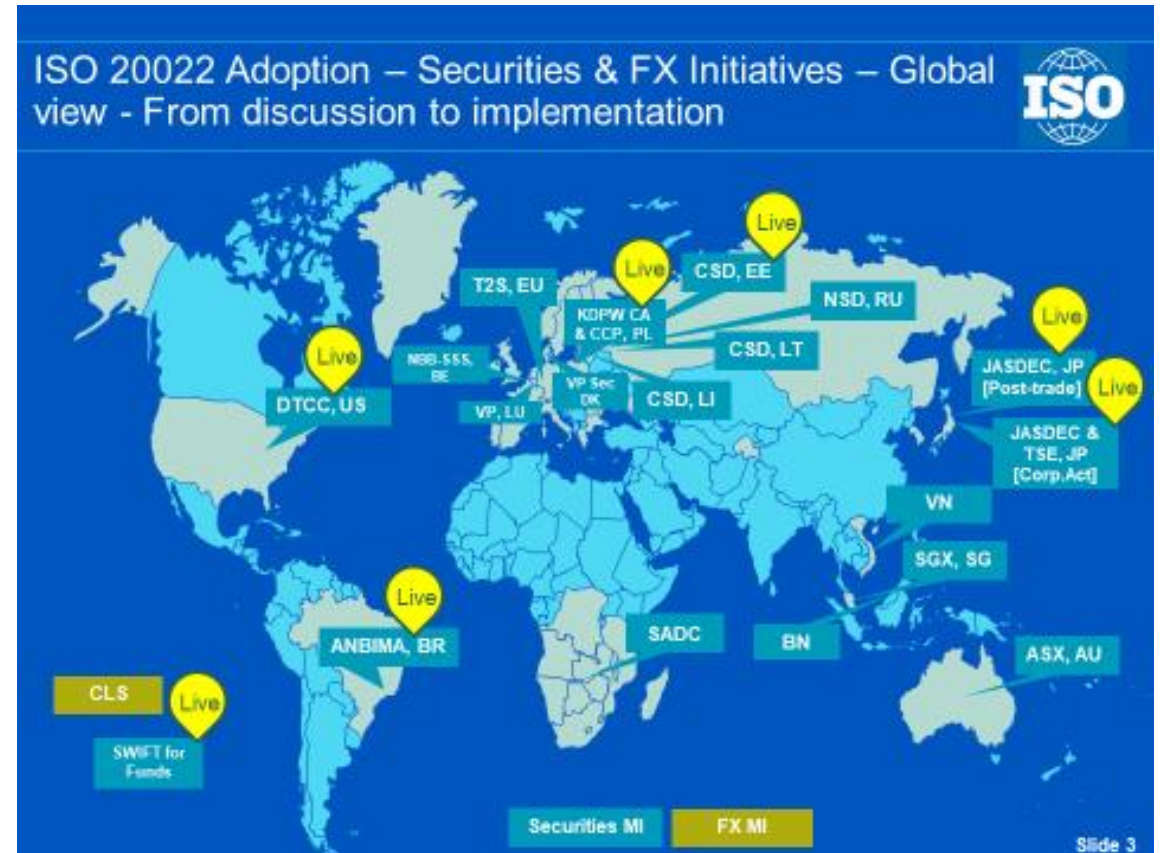 ISO 20022 Adoption – Securities & FX Initiatives – Global
view - From discussion to implementation
ISO
Live
T2S, EU
Live
CSD, EE
NSD, RU
KDPW CA
& CCP, PL
Live
CSD, LT
Live
JASDEC, JP
[Post-trade]
Live
NBB-SSS,
BE
DTCC, US
VP, LU
VP Sec
DK
CSD, LI
JASDEC &
TSE, JP
[Corp.Act]
VN
SGX, SG
Live
ANBIMA, BR
SADC
BN
ASX, AU
CLS
Live
SWIFT for
Funds
Securities MI
FX MI
Slide 3